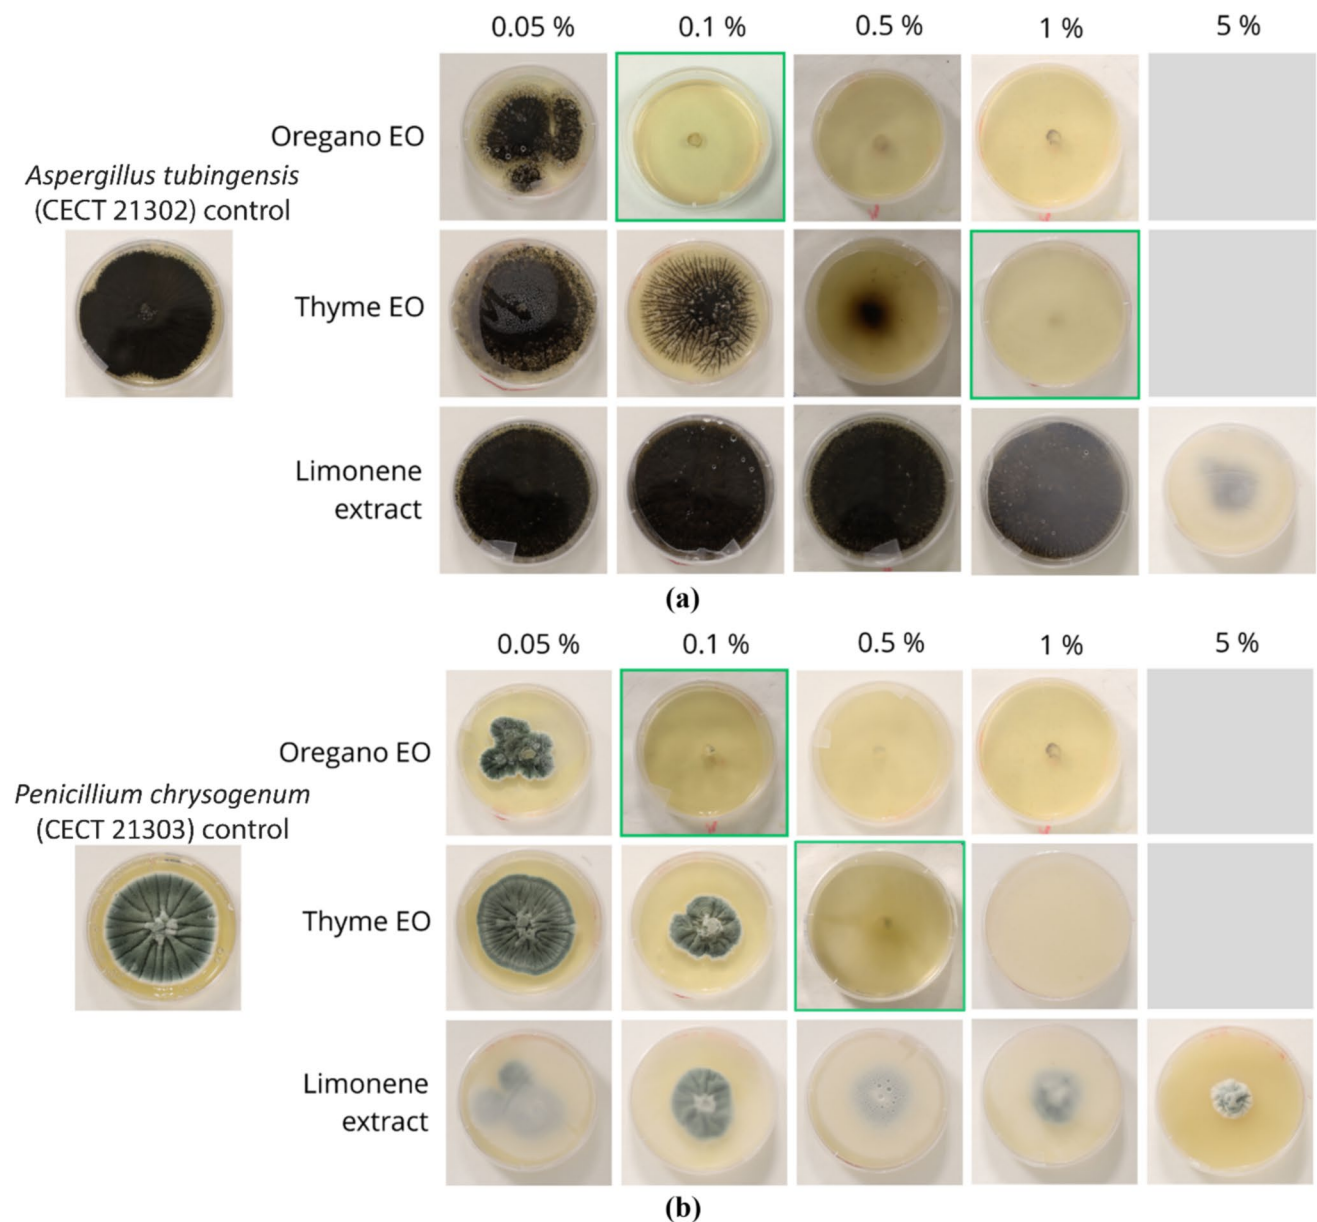 0.05 % 0.1 % 0.5 % 1 % 5 %
Oregano EO
Aspergillus tubingensis
(CECT 21302) control
Thyme EO
Limonene
extract
(a)
0.05 % 0.1 % 0.5 % 1 % 5 %
Oregano EO
Penicillium chrysogenum
(CECT 21303) control
Thyme EO
Limonene
extract
(b)